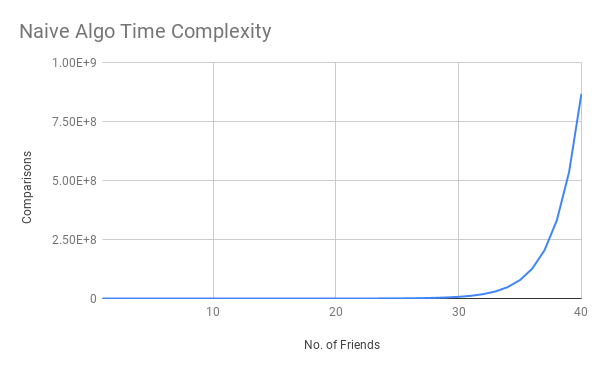 Naive Algo Time Complexity
1.00E+9
7.50E+8
5.00E+8
2.50E+8
0
Comparisons
10 20 30 40
No. of Friends